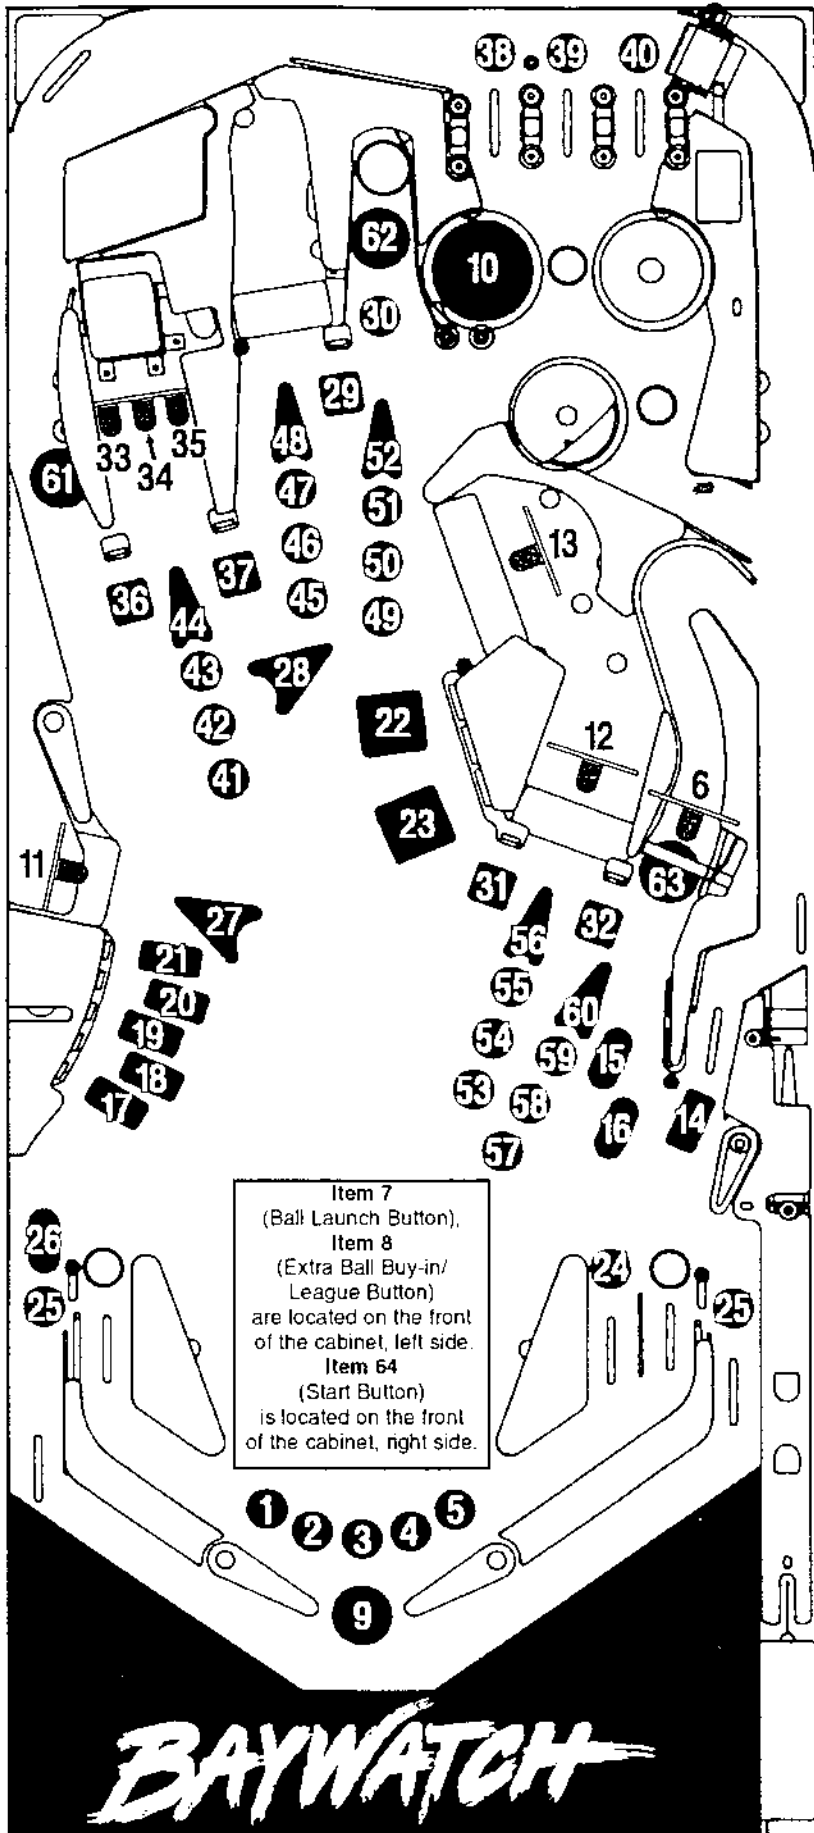 38 39 40
62 10
30
29
48 52
33 34 35
61 47 51
46 50 13
36 37 45 49
44
43 28
42 22 12
41 6
23
11 31 63
27 32
56
21 55
20 60
19 54 59 15
18 53 58
17 16 14
57
Item 7
(Ball Launch Button),
Item 8
(Extra Ball Buy-in/
League Button)
are located on the front
of the cabinet, left side.
Item 64
(Start Button)
is located on the front
of the cabinet, right side.
26 24
25 25
1 2 3 4 5
9
BAYWATCH